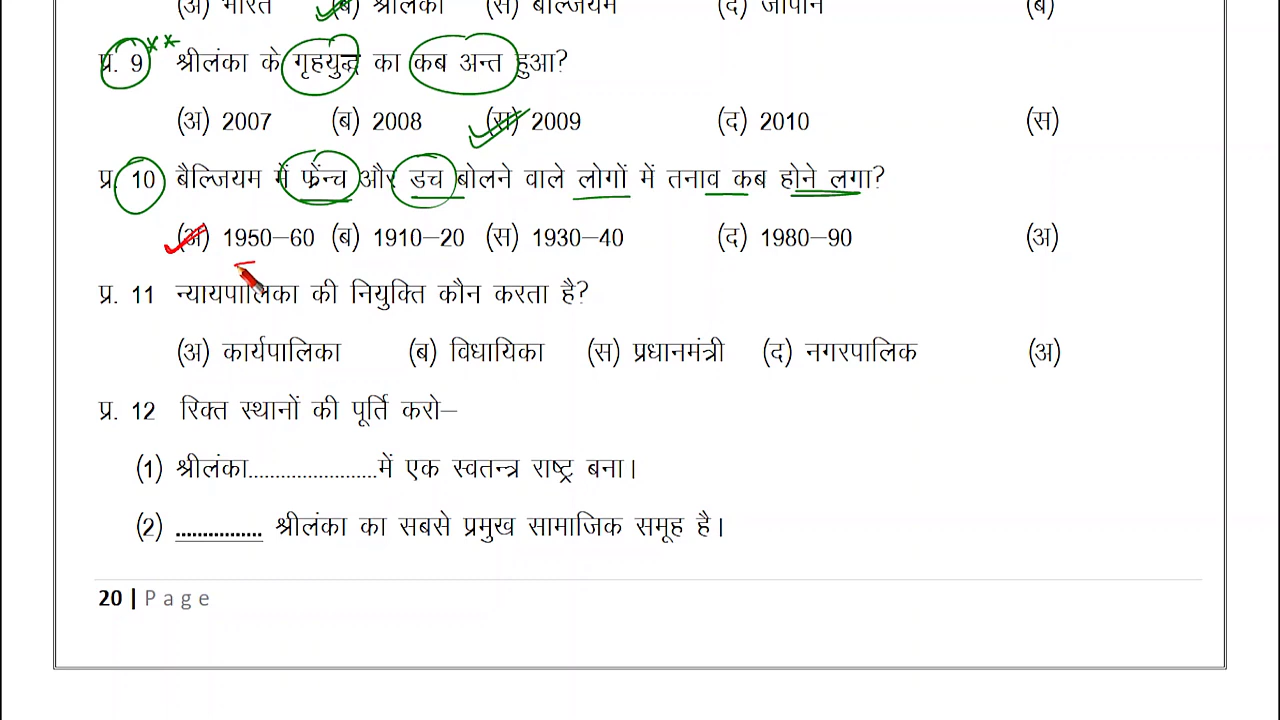 (अ) भारत (ब) श्रीलंका (स) बेल्जियम (द) जापान (ब)
प्र. 9** श्रीलंका के गृहयुद्ध का कब अन्त हुआ?
(अ) 2007 (ब) 2008 (स) 2009 (द) 2010 (स)
प्र. 10 बैल्जियम में फ्रेंन्च और डच बोलने वाले लोगों में तनाव कब होने लगा?
(अ) 1950–60 (ब) 1910–20 (स) 1930–40 (द) 1980–90 (अ)
प्र. 11 न्यायपालिका की नियुक्ति कौन करता है?
(अ) कार्यपालिका (ब) विधायिका (स) प्रधानमंत्री (द) नगरपालिक (अ)
प्र. 12 रिक्त स्थानों की पूर्ति करो–
(1) श्रीलंका.......................में एक स्वतन्त्र राष्ट्र बना।
(2) ................ श्रीलंका का सबसे प्रमुख सामाजिक समूह है।
20 | Page